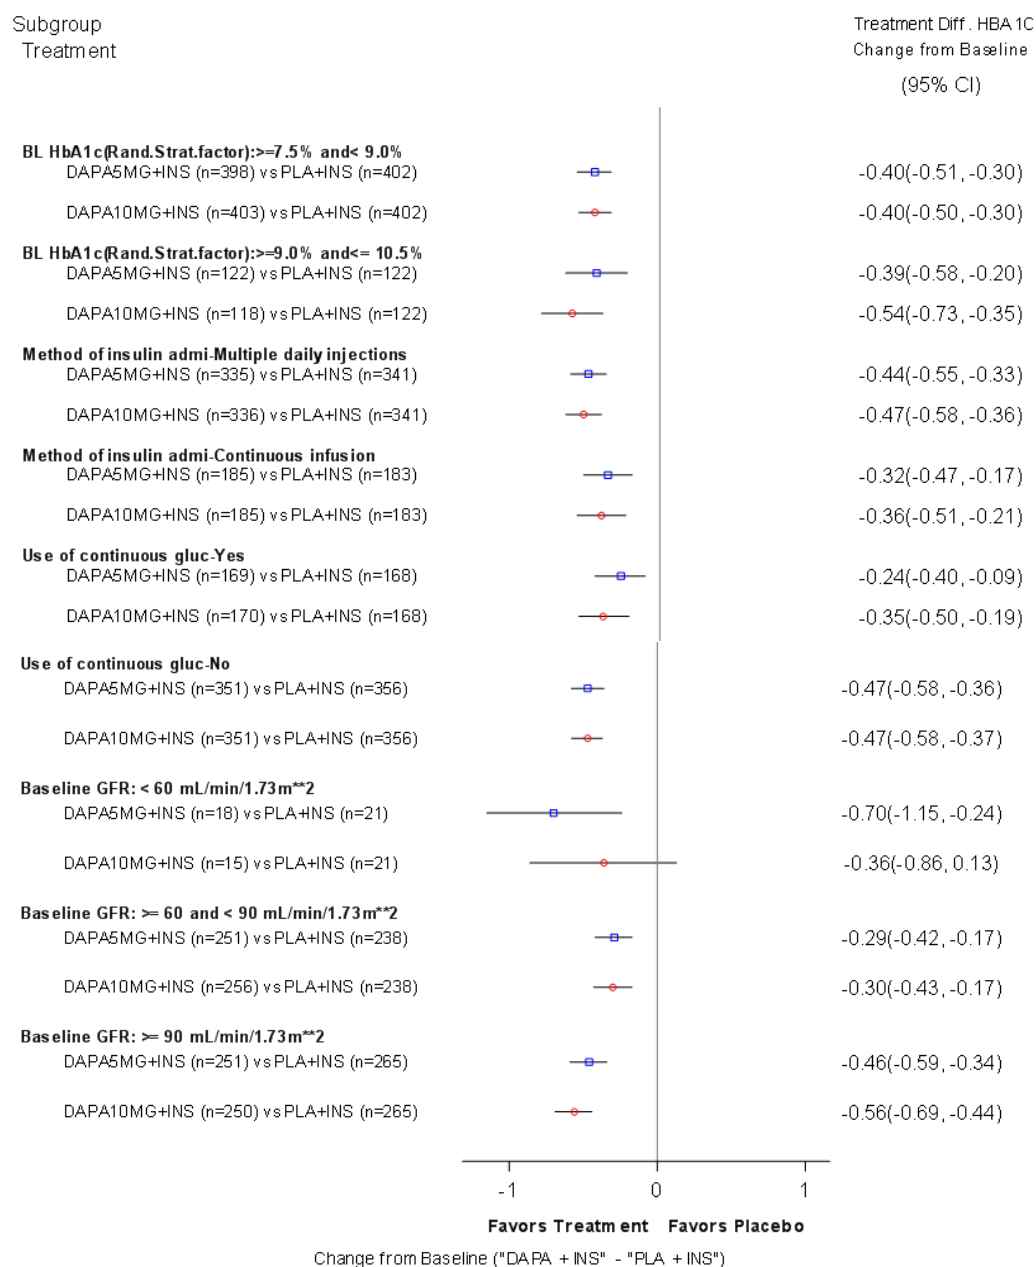 Subgroup Treatment Diff. HBA1C
Treatment Change from Baseline
(95% CI)
BL HbA1c(Rand.Strat.factor):>=7.5% and< 9.0%
DAPA5MG+INS (n=398) vs PLA+INS (n=402) -0.40(-0.51, -0.30)
DAPA10MG+INS (n=403) vs PLA+INS (n=402) -0.40(-0.50, -0.30)
BL HbA1c(Rand.Strat.factor):>=9.0% and<= 10.5%
DAPA5MG+INS (n=122) vs PLA+INS (n=122) -0.39(-0.58, -0.20)
DAPA10MG+INS (n=118) vs PLA+INS (n=122) -0.54(-0.73, -0.35)
Method of insulin admi-Multiple daily injections
DAPA5MG+INS (n=335) vs PLA+INS (n=341) -0.44(-0.55, -0.33)
DAPA10MG+INS (n=336) vs PLA+INS (n=341) -0.47(-0.58, -0.36)
Method of insulin admi-Continuous infusion
DAPA5MG+INS (n=185) vs PLA+INS (n=183) -0.32(-0.47, -0.17)
DAPA10MG+INS (n=185) vs PLA+INS (n=183) -0.36(-0.51, -0.21)
Use of continuous gluc-Yes
DAPA5MG+INS (n=169) vs PLA+INS (n=168) -0.24(-0.40, -0.09)
DAPA10MG+INS (n=170) vs PLA+INS (n=168) -0.35(-0.50, -0.19)
Use of continuous gluc-No
DAPA5MG+INS (n=351) vs PLA+INS (n=356) -0.47(-0.58, -0.36)
DAPA10MG+INS (n=351) vs PLA+INS (n=356) -0.47(-0.58, -0.37)
Baseline GFR: < 60 mL/min/1.73m**2
DAPA5MG+INS (n=18) vs PLA+INS (n=21) -0.70(-1.15, -0.24)
DAPA10MG+INS (n=15) vs PLA+INS (n=21) -0.36(-0.86, 0.13)
Baseline GFR: >= 60 and < 90 mL/min/1.73m**2
DAPA5MG+INS (n=251) vs PLA+INS (n=238) -0.29(-0.42, -0.17)
DAPA10MG+INS (n=256) vs PLA+INS (n=238) -0.30(-0.43, -0.17)
Baseline GFR: >= 90 mL/min/1.73m**2
DAPA5MG+INS (n=251) vs PLA+INS (n=265) -0.46(-0.59, -0.34)
DAPA10MG+INS (n=250) vs PLA+INS (n=265) -0.56(-0.69, -0.44)
-1 0 1
Favors Treatment Favors Placebo
Change from Baseline ("DAPA + INS" - "PLA + INS")